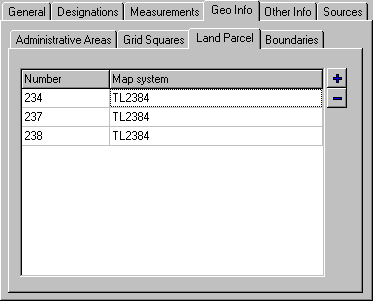 General Designations Measurements Geo Info Other Info Sources
Administrative Areas Grid Squares Land Parcel Boundaries
Number Map system
234 TL2384
237 TL2384
238 TL2384